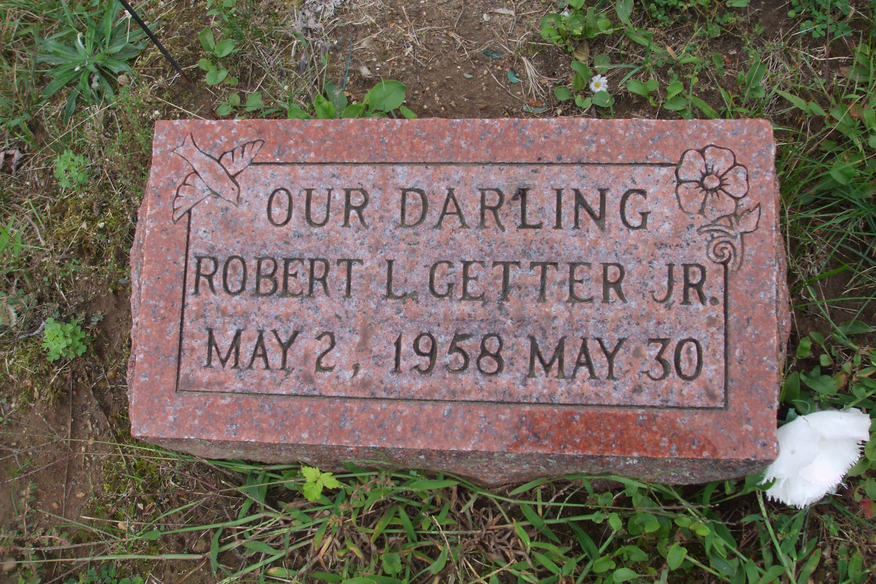 OUR DARLING
ROBERT L. GETTER JR.
MAY 2, 1958 MAY 30